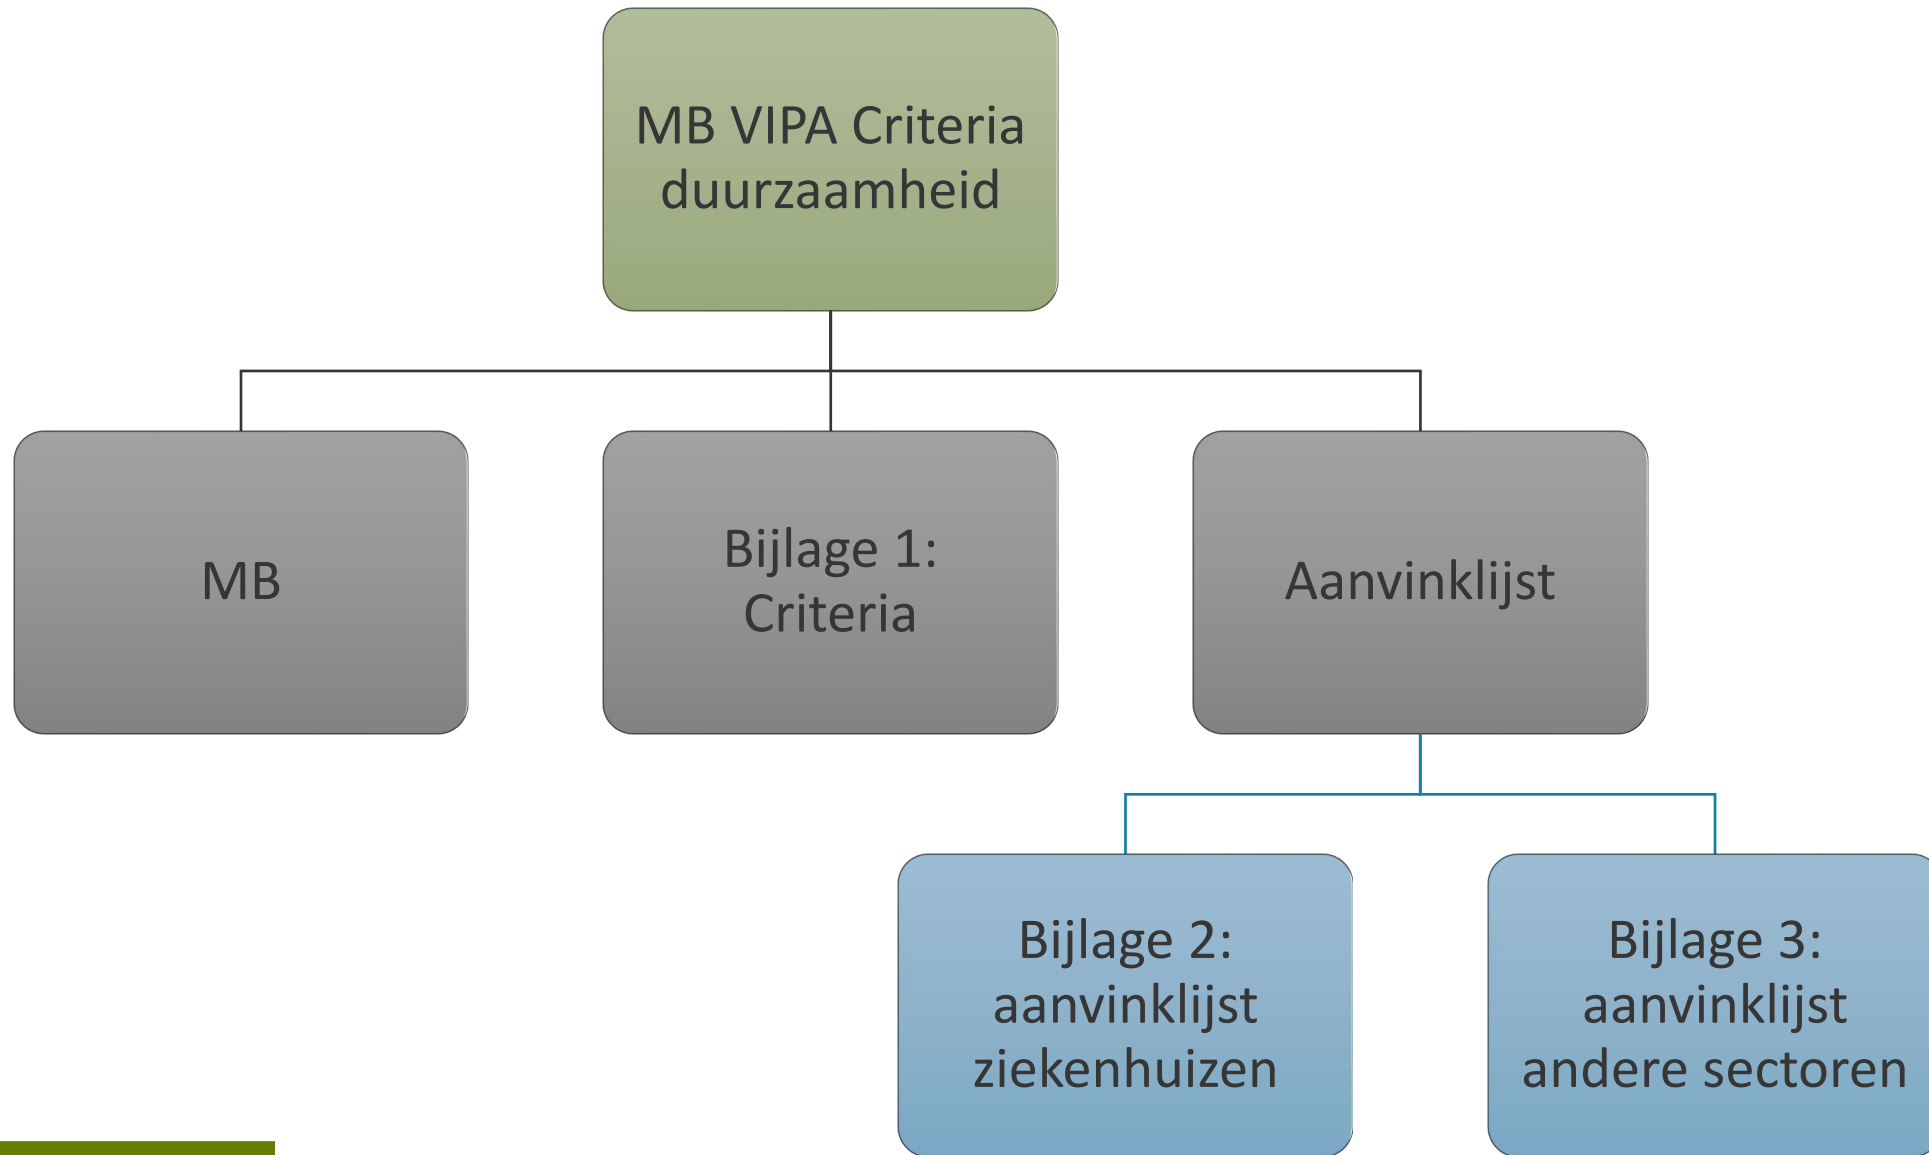 MB VIPA Criteria
duurzaamheid
MB
Bijlage 1:
Criteria
Aanvinklijst
Bijlage 2:
aanvinklijst
ziekenhuizen
Bijlage 3:
aanvinklijst
andere sectoren